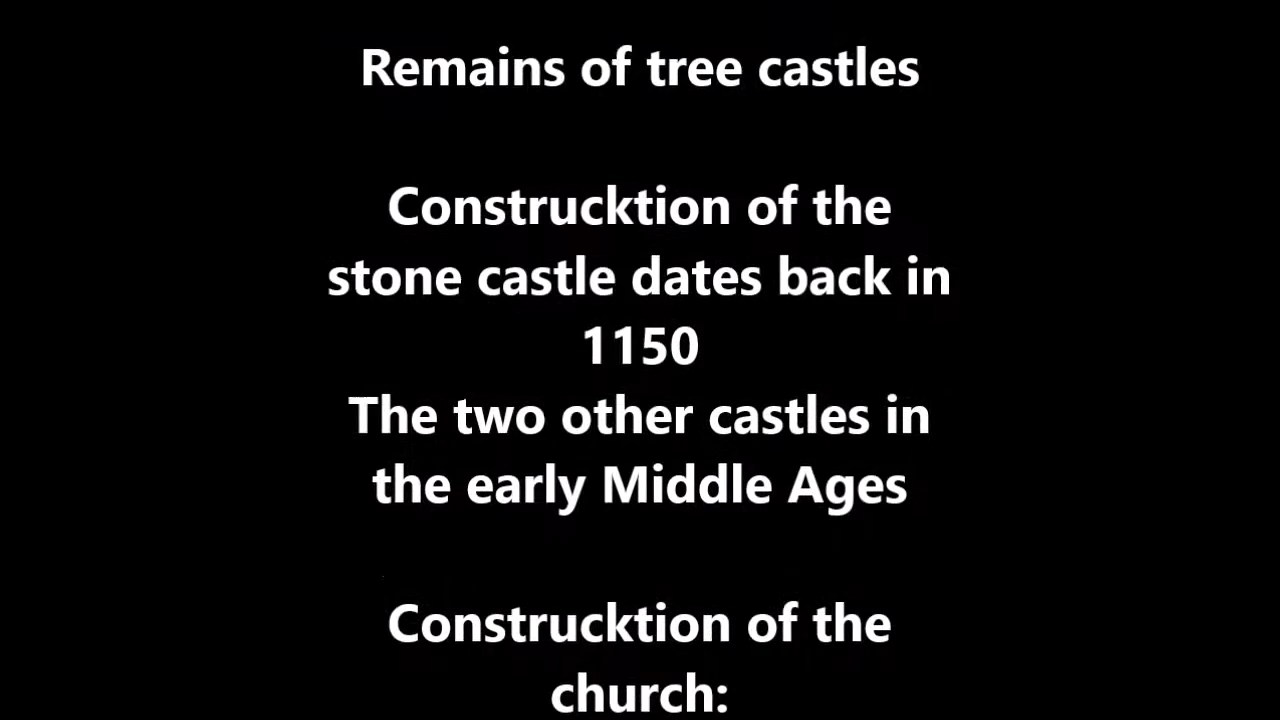 Remains of tree castles
Construcktion of the
stone castle dates back in
1150
The two other castles in
the early Middle Ages
Construcktion of the
church: